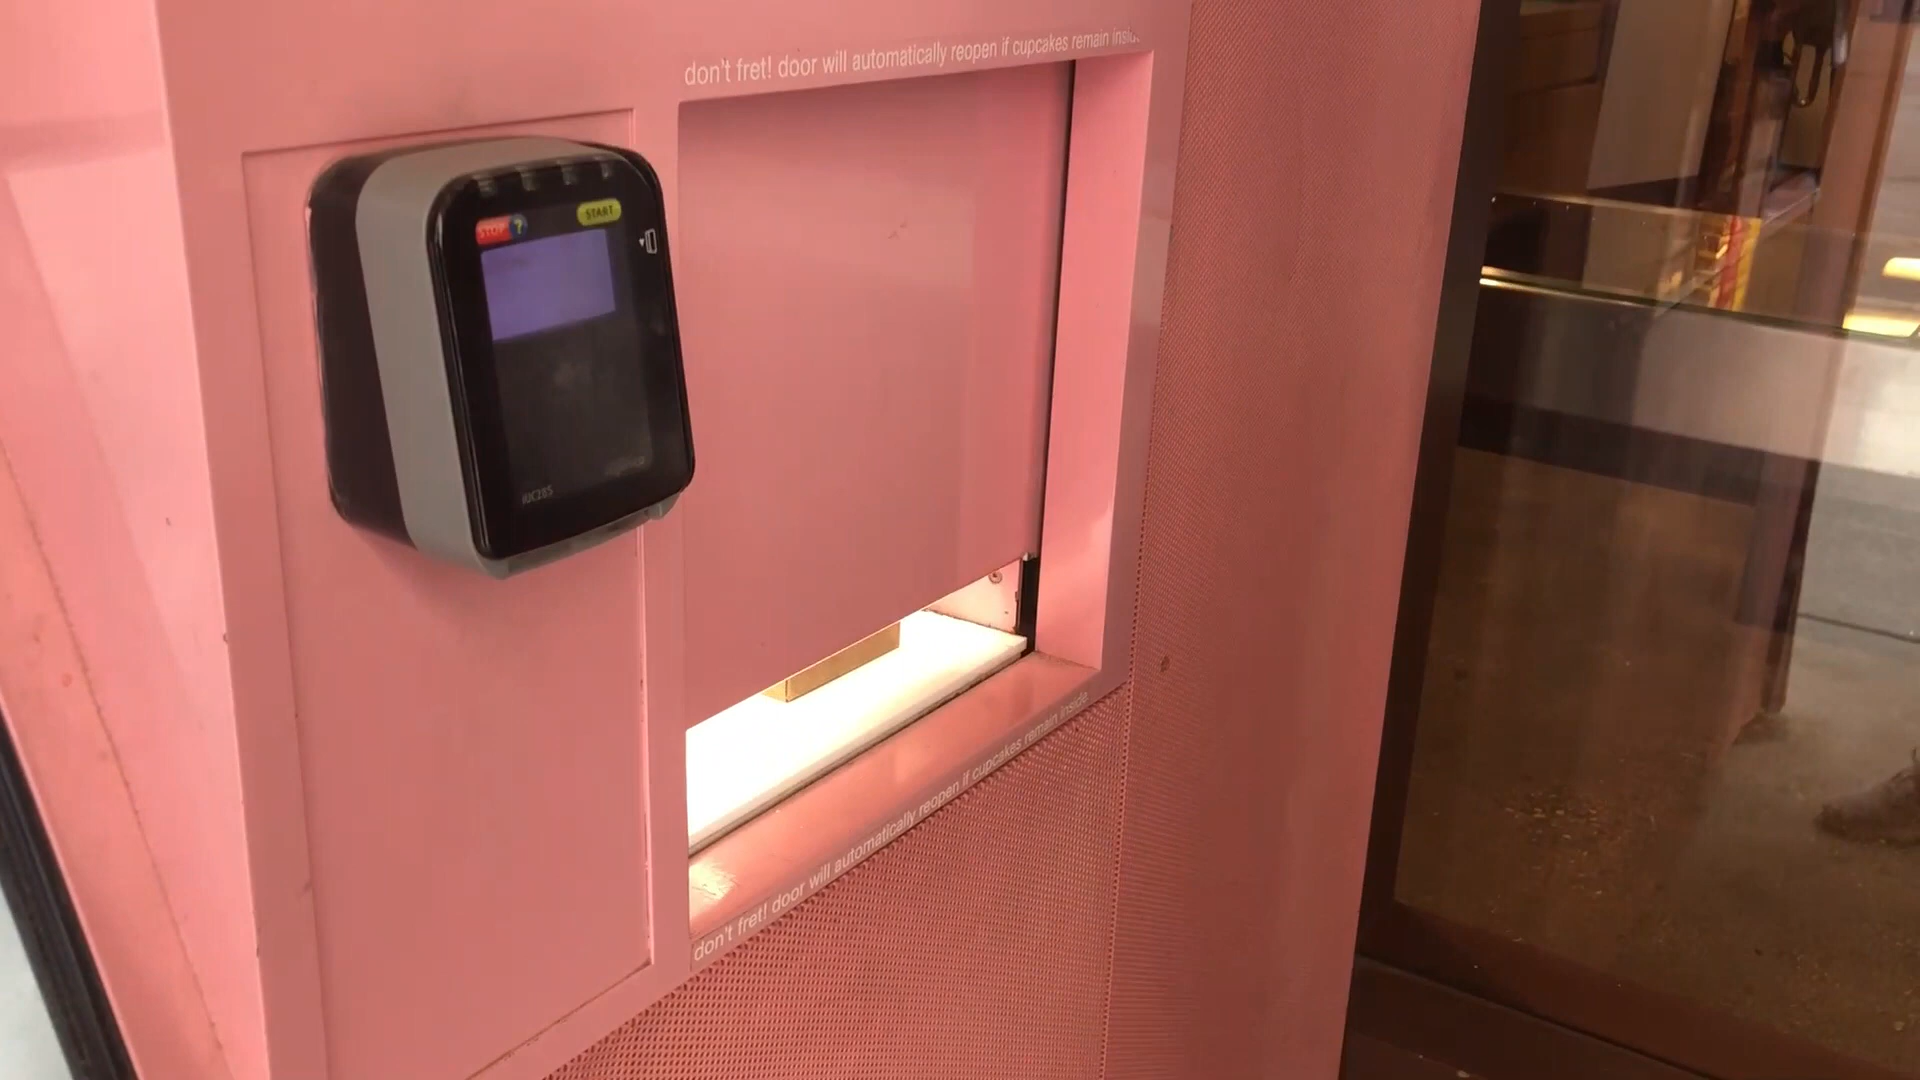 don't fret! door will automatically reopen if cupcakes remain inside.
STOP ? START
don't fret! door will automatically reopen if cupcakes remain inside.